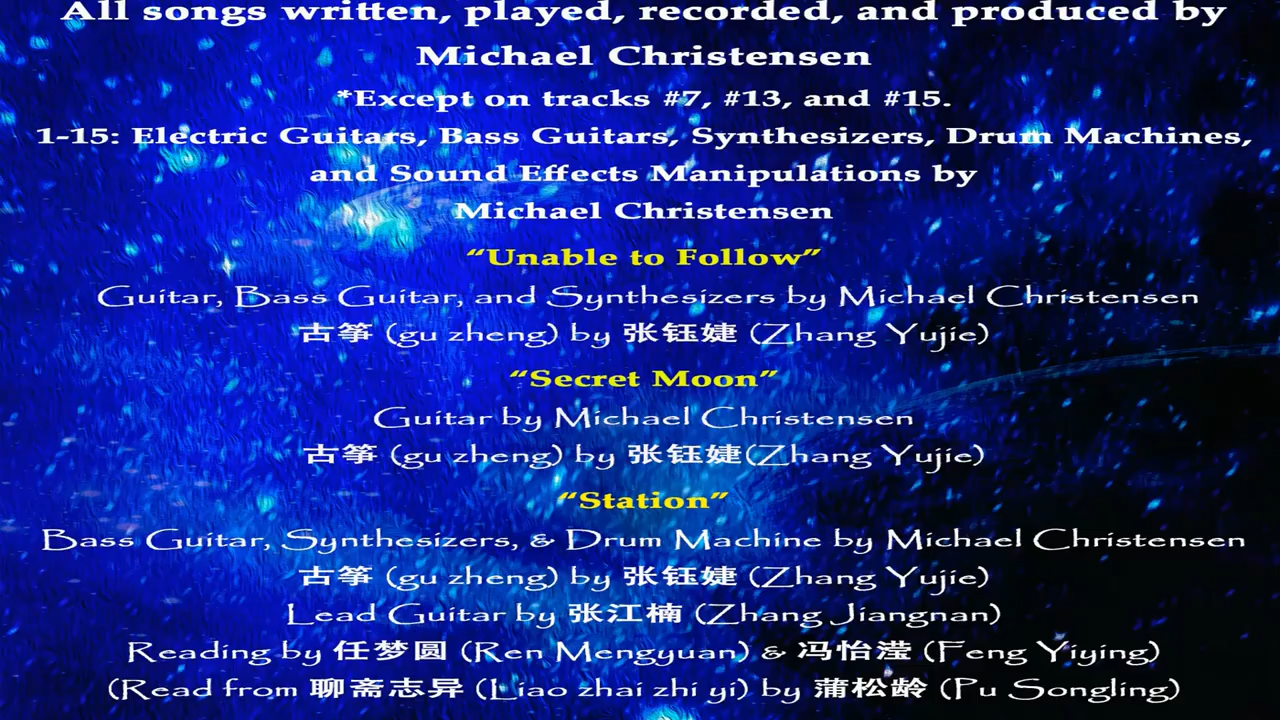 All songs written, played, recorded, and produced by
Michael Christensen
*Except on tracks #7, #13, and #15.
1-15: Electric Guitars, Bass Guitars, Synthesizers, Drum Machines,
and Sound Effects Manipulations by
Michael Christensen
“Unable to Follow”
Guitar, Bass Guitar, and Synthesizers by Michael Christensen
古筝 (gu zheng) by 张钰婕 (Zhang Yujie)
“Secret Moon”
Guitar by Michael Christensen
古筝 (gu zheng) by 张钰婕(Zhang Yujie)
“Station”
Bass Guitar, Synthesizers, & Drum Machine by Michael Christensen
古筝 (gu zheng) by 张钰婕 (Zhang Yujie)
Lead Guitar by 张江楠 (Zhang Jiangnan)
Reading by 任梦圆 (Ren Mengyuan) & 冯怡滢 (Feng Yiying)
(Read from 聊斋志异 (Liao zhai zhi yi) by 蒲松龄 (Pu Songling)